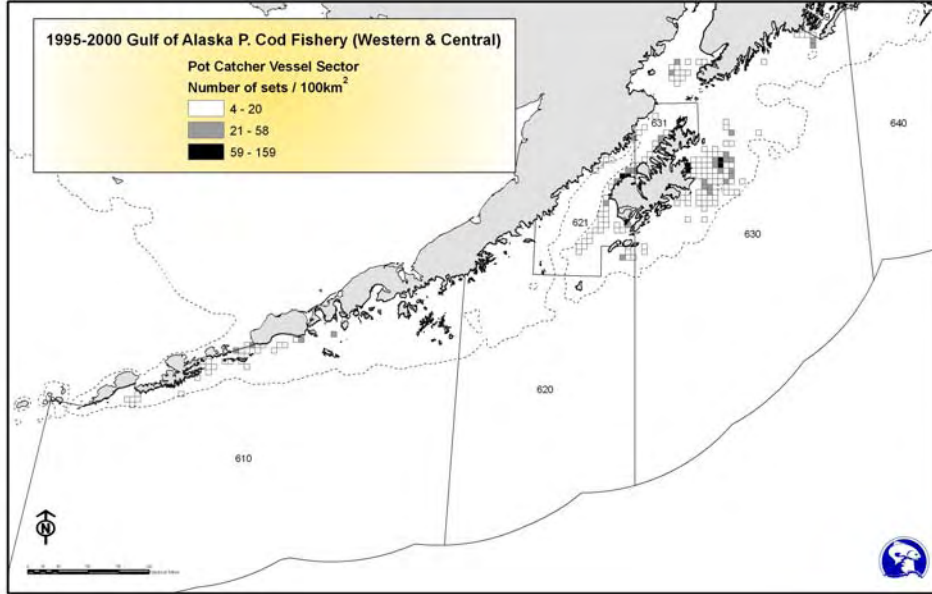 1995-2000 Gulf of Alaska P. Cod Fishery (Western & Central)
Pot Catcher Vessel Sector
Number of sets / 100km²
4 - 20
21 - 58
59 - 159
631
640
621
630
620
610
N